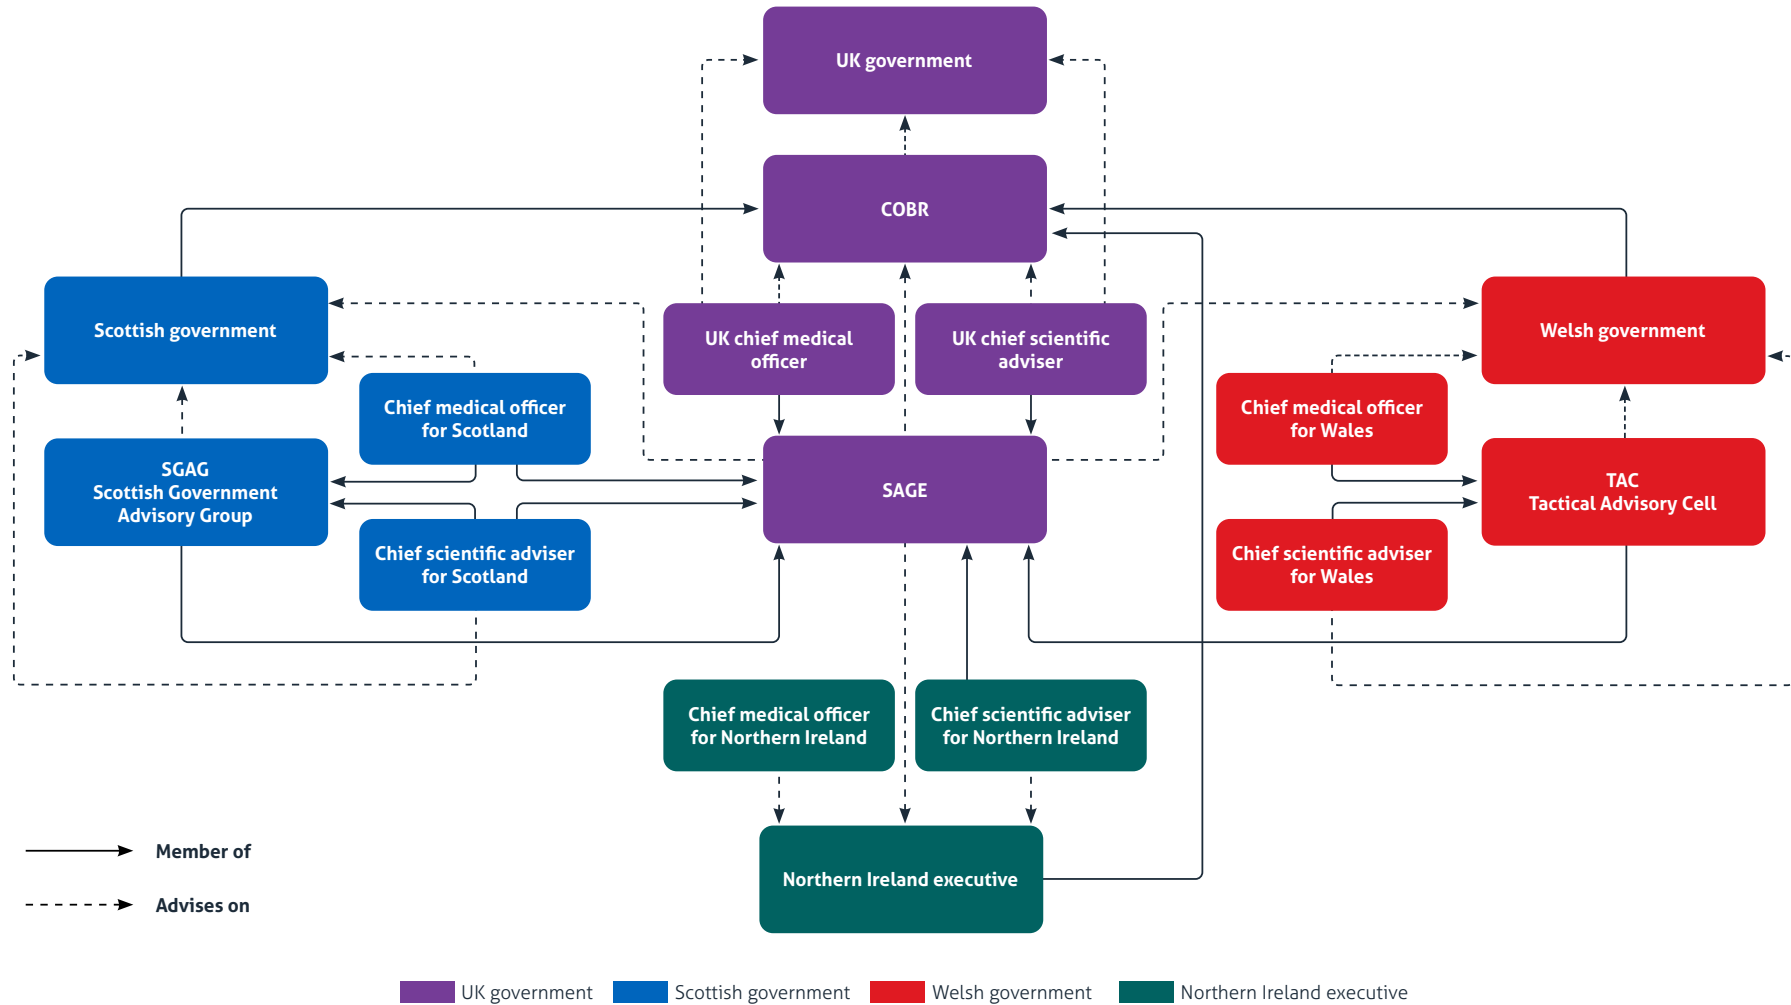 UK government
COBR
Scottish government
UK chief medical
officer
UK chief scientific
adviser
Welsh government
Chief medical officer
for Scotland
Chief medical officer
for Wales
SGAG
Scottish Government
Advisory Group
SAGE
TAC
Tactical Advisory Cell
Chief scientific adviser
for Scotland
Chief scientific adviser
for Wales
Chief medical officer
for Northern Ireland
Chief scientific adviser
for Northern Ireland
Northern Ireland executive
Member of
Advises on
UK government
Scottish government
Welsh government
Northern Ireland executive